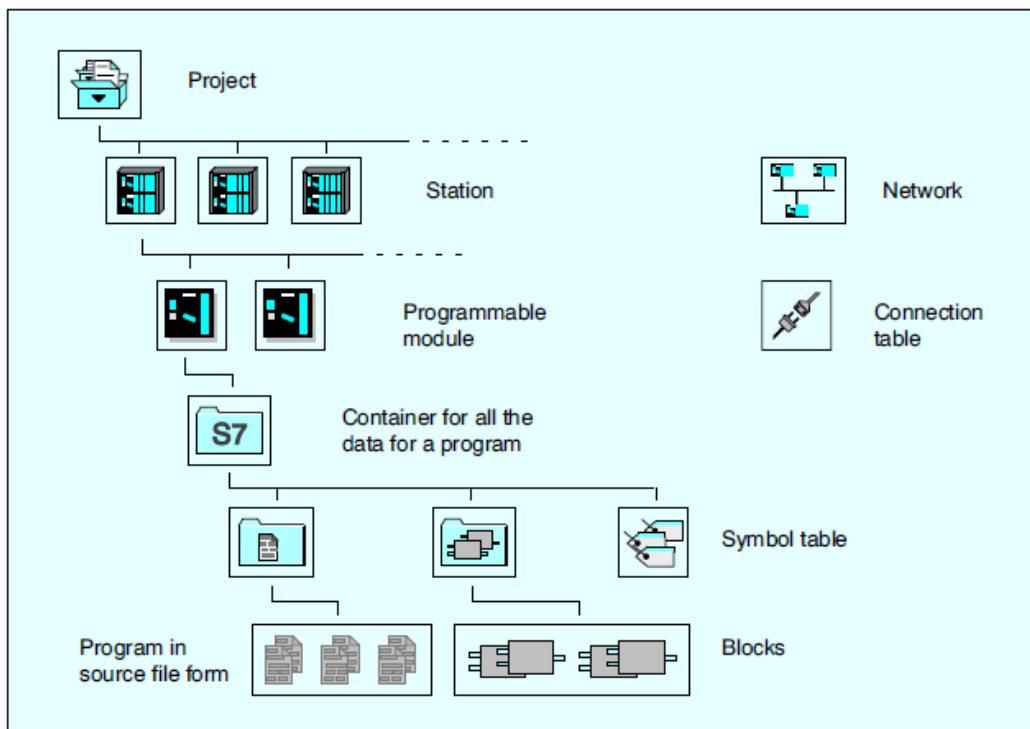 Project
Station
Network
Programmable
module
Connection
table
S7
Container for all the
data for a program
Symbol table
Program in
source file form
Blocks